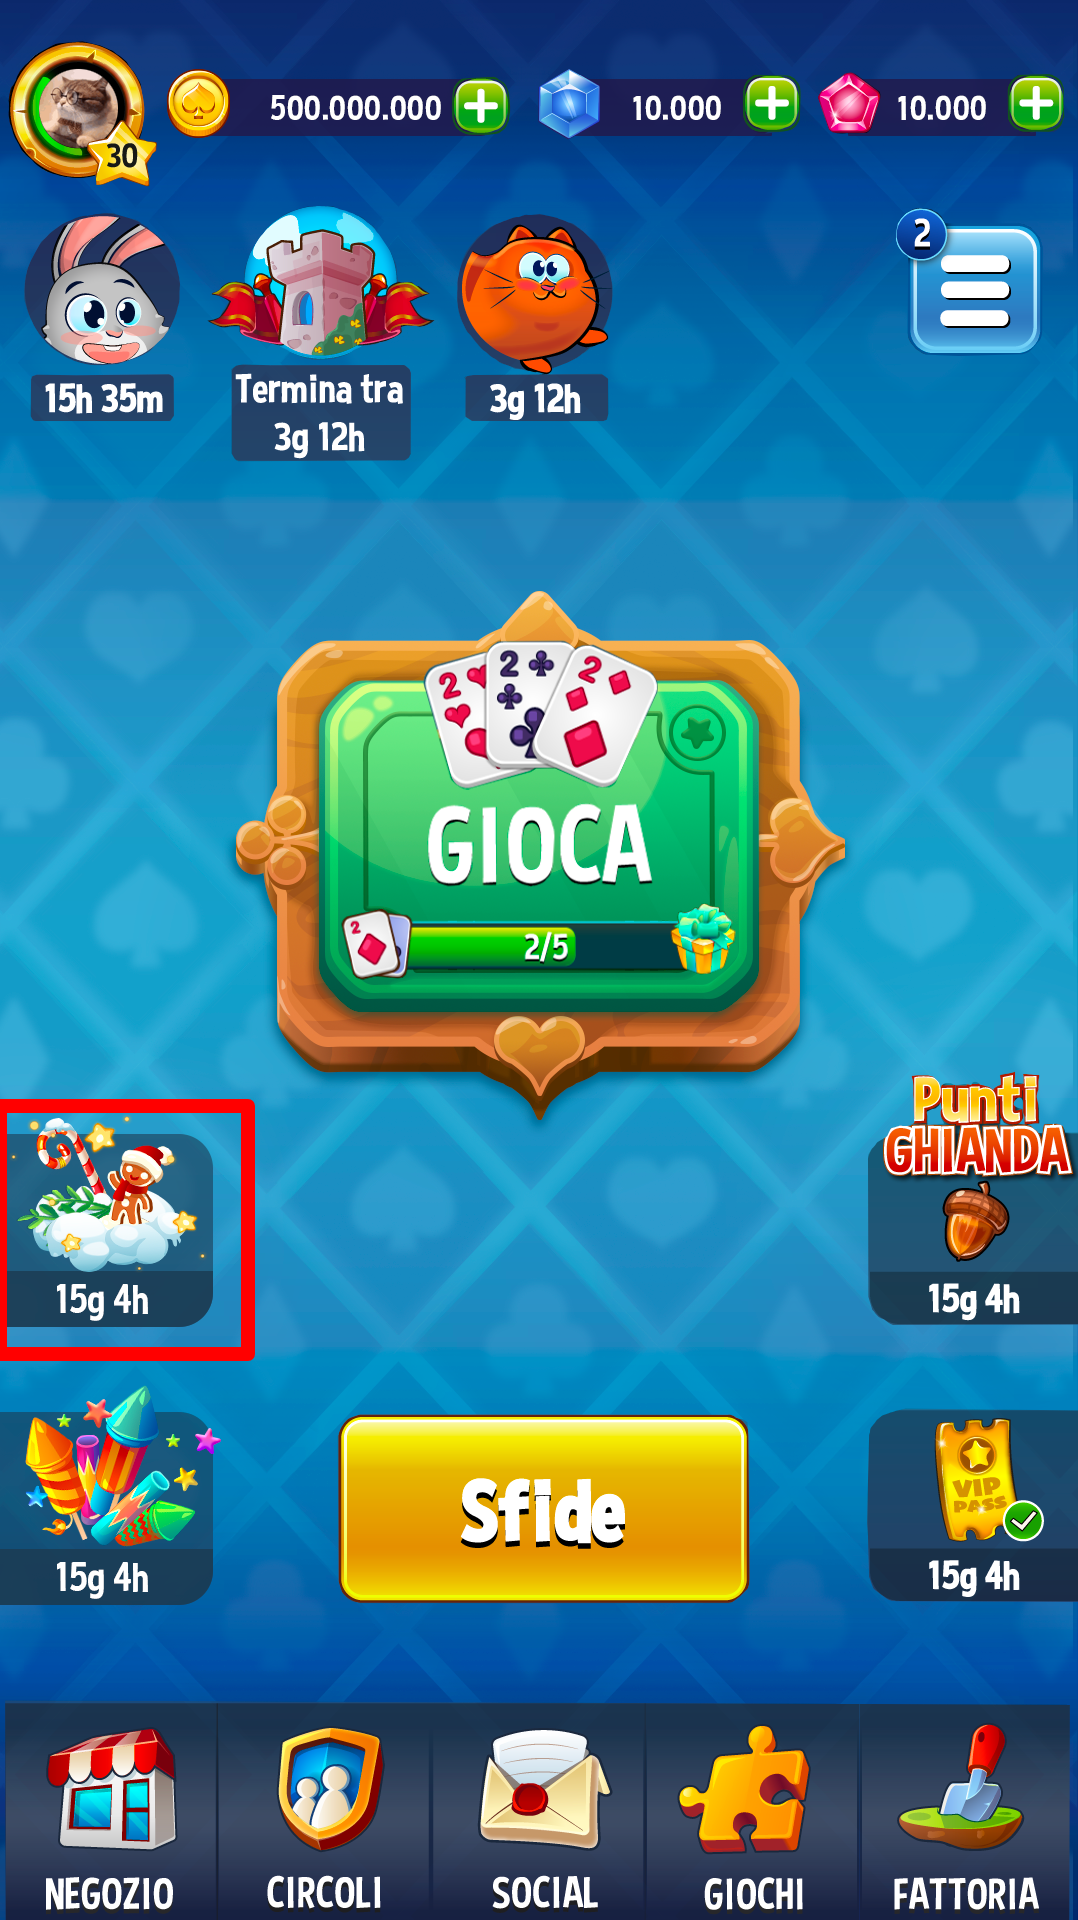 500.000.000
10.000
10.000
30
2
15h 35m
Termina tra
3g 12h
3g 12h
2
2
2
GIOCA
2
2/5
Punti
GHIANDA
15g 4h
15g 4h
VIP
PASS
Sfide
15g 4h
15g 4h
NEGOZIO
CIRCOLI
SOCIAL
GIOCHI
FATTORIA